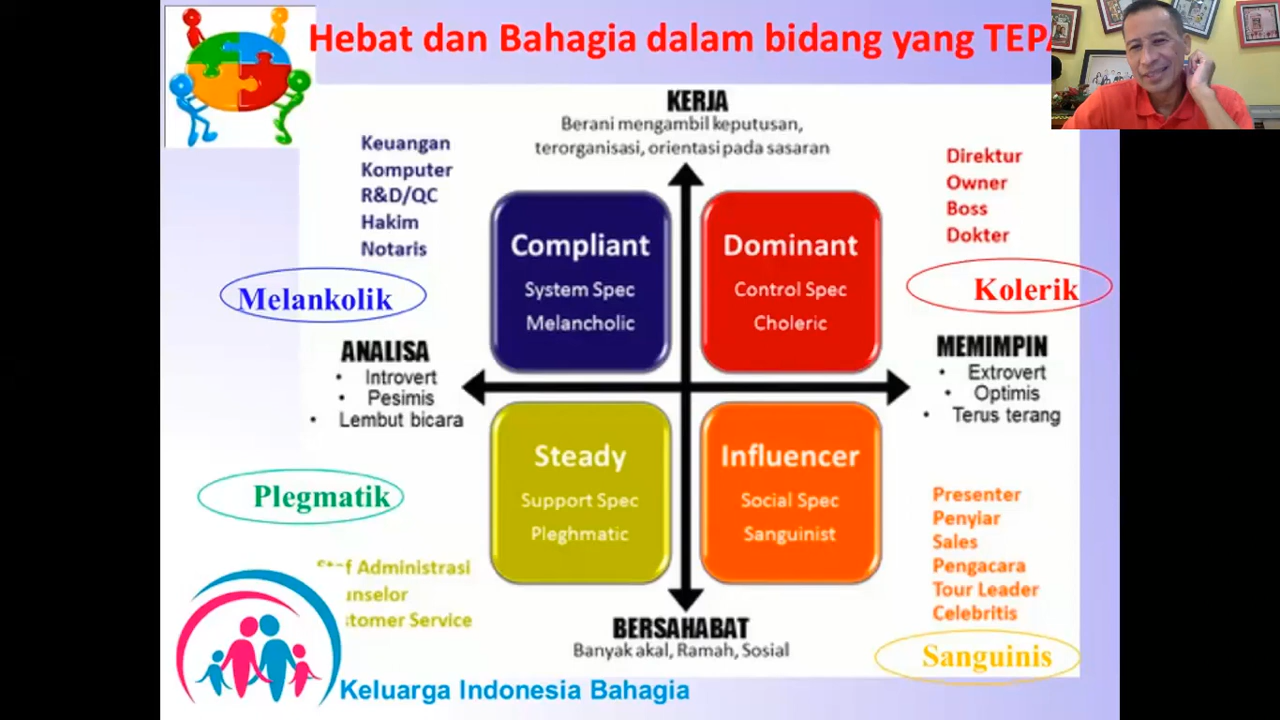 Hebat dan Bahagia dalam bidang yang
KERJA
Berani mengambil keputusan,
terorganisasi, orientasi pada sasaran
Keuangan
Komputer
R&D/QC
Hakim
Notaris
Melankolik
Direktur
Owner
Boss
Dokter
Kolerik
Compliant
System Spec
Melancholic
Dominant
Control Spec
Choleric
ANALISA
• Introvert
• Pesimis
• Lembut bicara
MEMIMPIN
• Extrovert
• Optimis
• Terus terang
Steady
Support Spec
Pleghmatic
Influencer
Social Spec
Sanguinist
Plegmatik
Administrasi
Service
Presenter
Penyiar
Sales
Pengacara
Tour Leader
Celebritis
Sanguinis
BERSAHABAT
Banyak akal, Ramah, Sosial
Keluarga Indonesia Bahagia